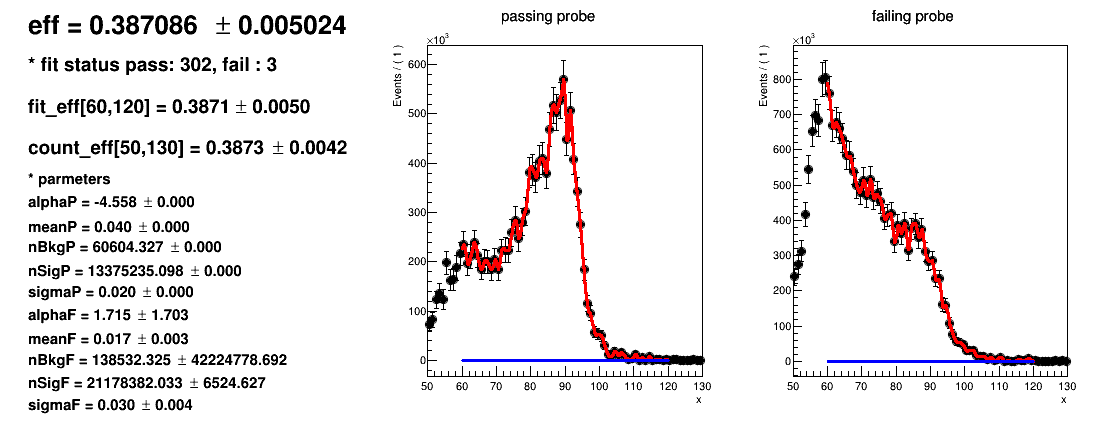 eff = 0.387086 ± 0.005024
* fit status pass: 302, fail : 3
fit_eff[60,120] = 0.3871 ± 0.0050
count_eff[50,130] = 0.3873 ± 0.0042
* parmeters
alphaP = -4.558 ± 0.000
meanP = 0.040 ± 0.000
nBkgP = 60604.327 ± 0.000
nSigP = 13375235.098 ± 0.000
sigmaP = 0.020 ± 0.000
alphaF = 1.715 ± 1.703
meanF = 0.017 ± 0.003
nBkgF = 138532.325 ± 42224778.692
nSigF = 21178382.033 ± 6524.627
sigmaF = 0.030 ± 0.004
passing probe
×10³
Events / ( 1 )
600
500
400
300
200
100
0
50 60 70 80 90 100 110 120 130
x
failing probe
×10³
Events / ( 1 )
800
700
600
500
400
300
200
100
0
50 60 70 80 90 100 110 120 130
x